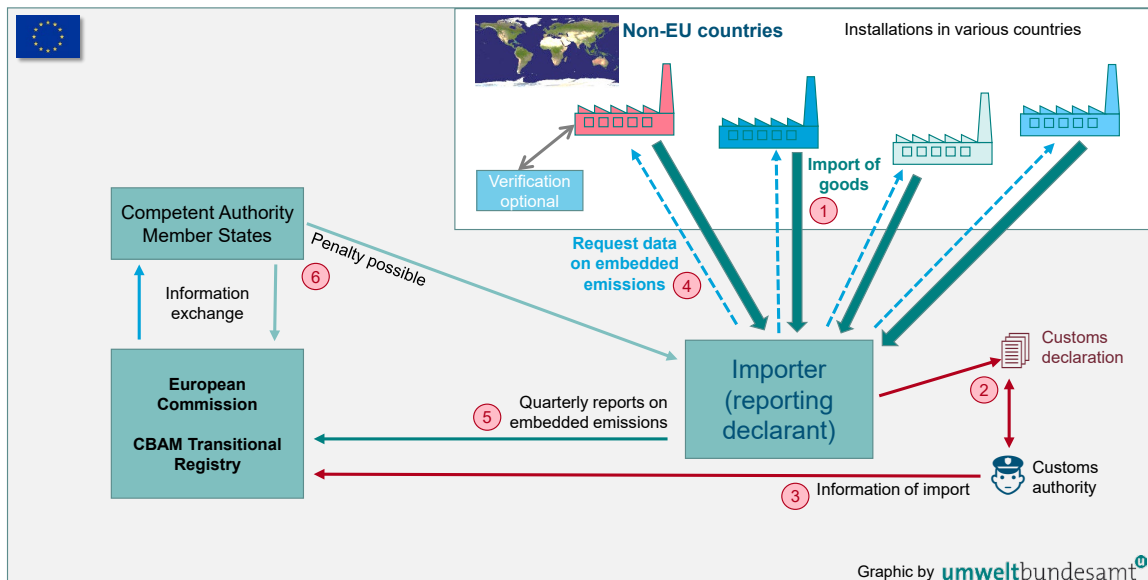 Non-EU countries
Installations in various countries
Verification
optional
Import of
goods
1
Competent Authority
Member States
Penalty possible
6
Request data
on embedded
emissions
4
Information
exchange
European
Commission
CBAM Transitional
Registry
Importer
(reporting
declarant)
Customs
declaration
2
5
Quarterly reports on
embedded emissions
3
Information of import
Customs
authority
Graphic by umweltbundesamt
u